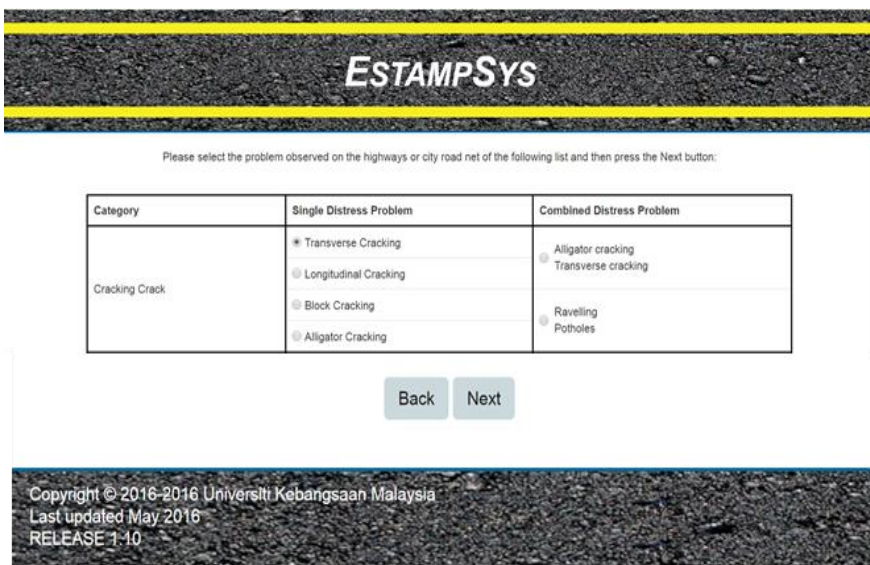 ESTAMPSYS
Please select the problem observed on the highways or city road net of the following list and then press the Next button:
Category
Single Distress Problem
Combined Distress Problem
Cracking Crack
Transverse Cracking
Longitudinal Cracking
Block Cracking
Alligator Cracking
Alligator cracking
Transverse cracking
Ravelling
Potholes
Back
Next
Copyright © 2016-2016 Universiti Kebangsaan Malaysia
Last updated May 2016
RELEASE 1.10